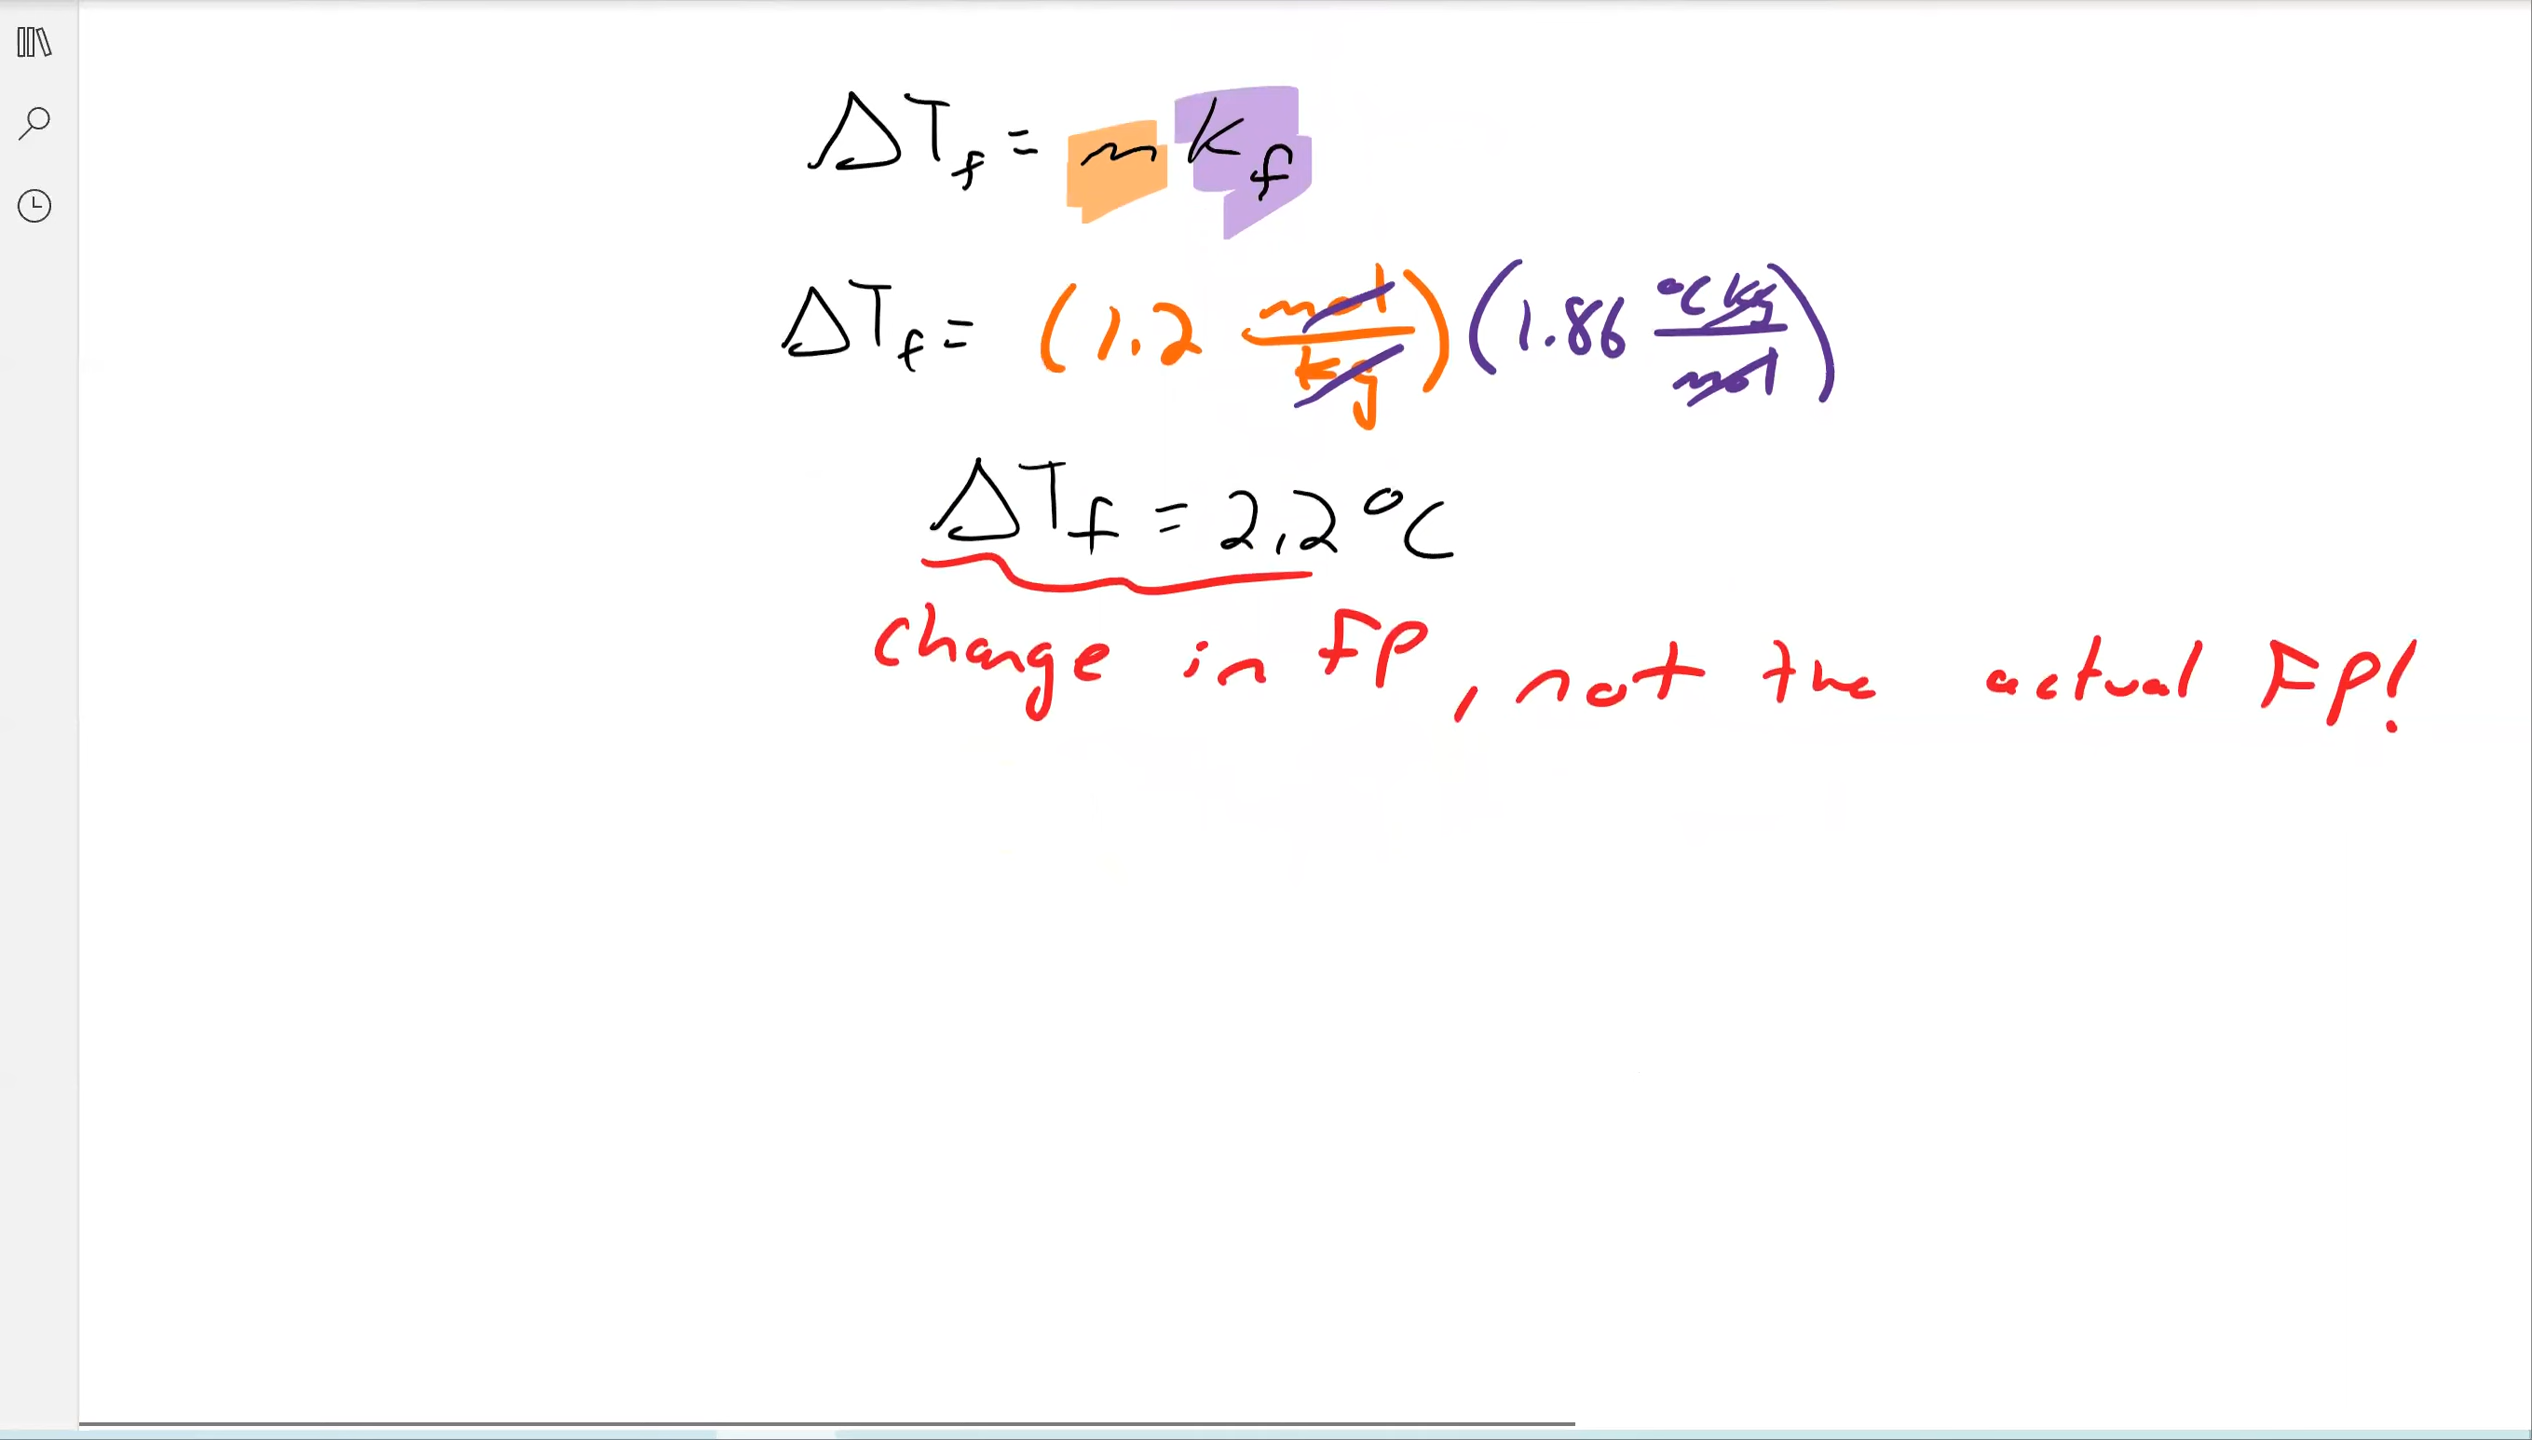 ΔTf = m kf
ΔTf = (1.2 mol/kg) (1.86 °C kg/mol)
ΔTf = 2.2 °C
change in FP, not the actual FP!